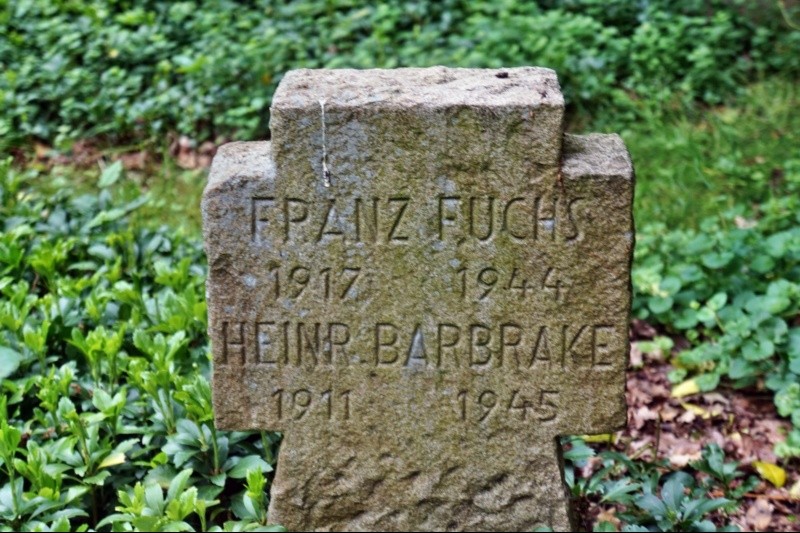 FRANZ FUCHS
1917 1944
HEINR. BARBRAKE
1911 1945